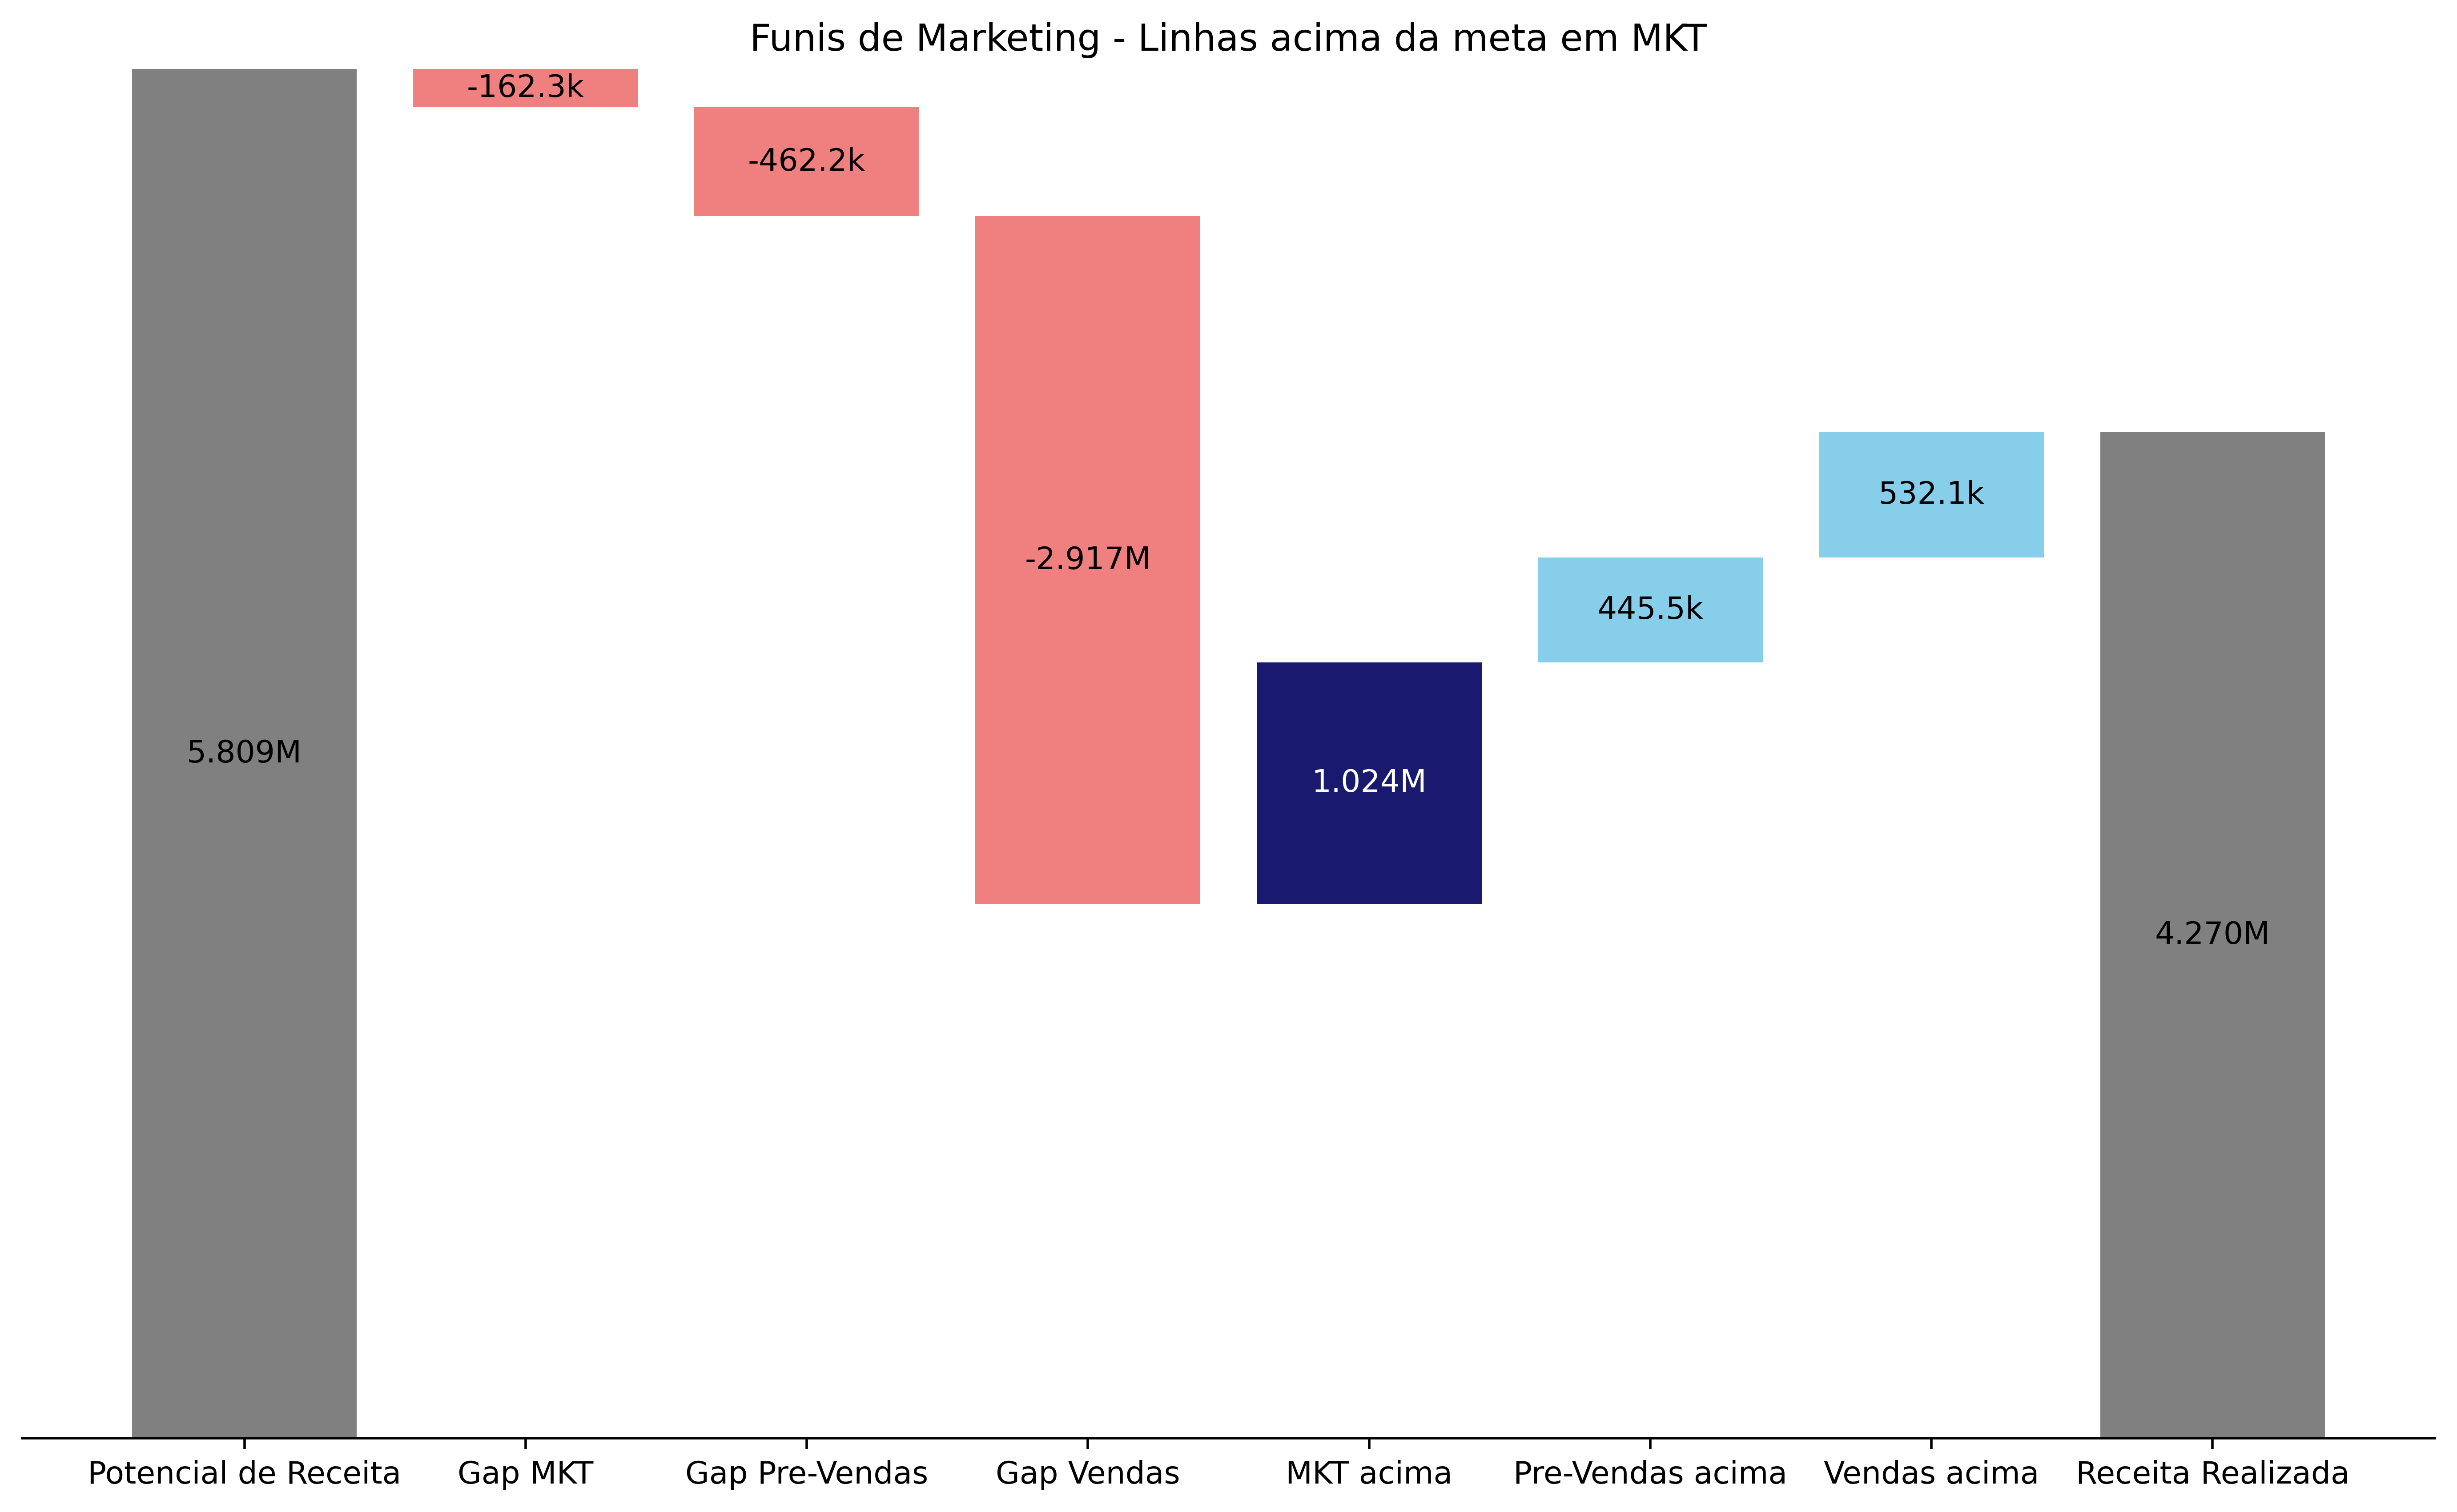 Funis de Marketing - Linhas acima da meta em MKT
-162.3k
-462.2k
532.1k
-2.917M
445.5k
5.809M
1.024M
4.270M
Potencial de Receita
Gap MKT
Gap Pre-Vendas
Gap Vendas
MKT acima
Pre-Vendas acima
Vendas acima
Receita Realizada